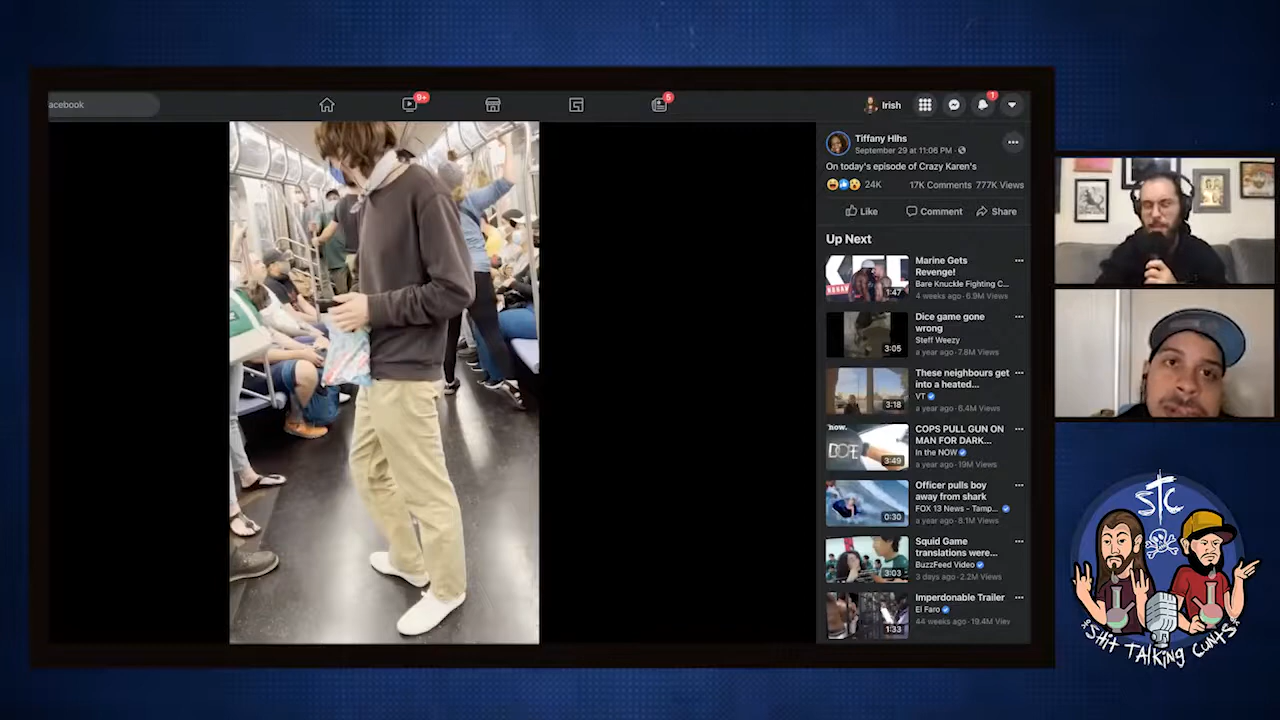 acebook
9+
5
Irish
1
Tiffany Hlhs
September 29 at 11:06 PM ·
On today's episode of Crazy Karen's
24K
17K Comments 777K Views
Like
Comment
Share
Up Next
Marine Gets
Revenge!
Bare Knuckle Fighting C...
4 weeks ago · 6.9M Views
1:47
Dice game gone
wrong
Steff Weezy
a year ago · 7.8M Views
3:05
These neighbours get
into a heated...
VT
a year ago · 6.4M Views
3:18
COPS PULL GUN ON
MAN FOR DARK...
In the NOW
a year ago · 19M Views
now.
DOPE
3:49
Officer pulls boy
away from shark
FOX 13 News - Tamp...
a year ago · 8.1M Views
0:30
Squid Game
translations were...
BuzzFeed Video
3 days ago · 2.2M Views
3:03
Imperdonable Trailer
El Faro
44 weeks ago · 19.4M Viev
1:33
STC
Shit Talking Cunts